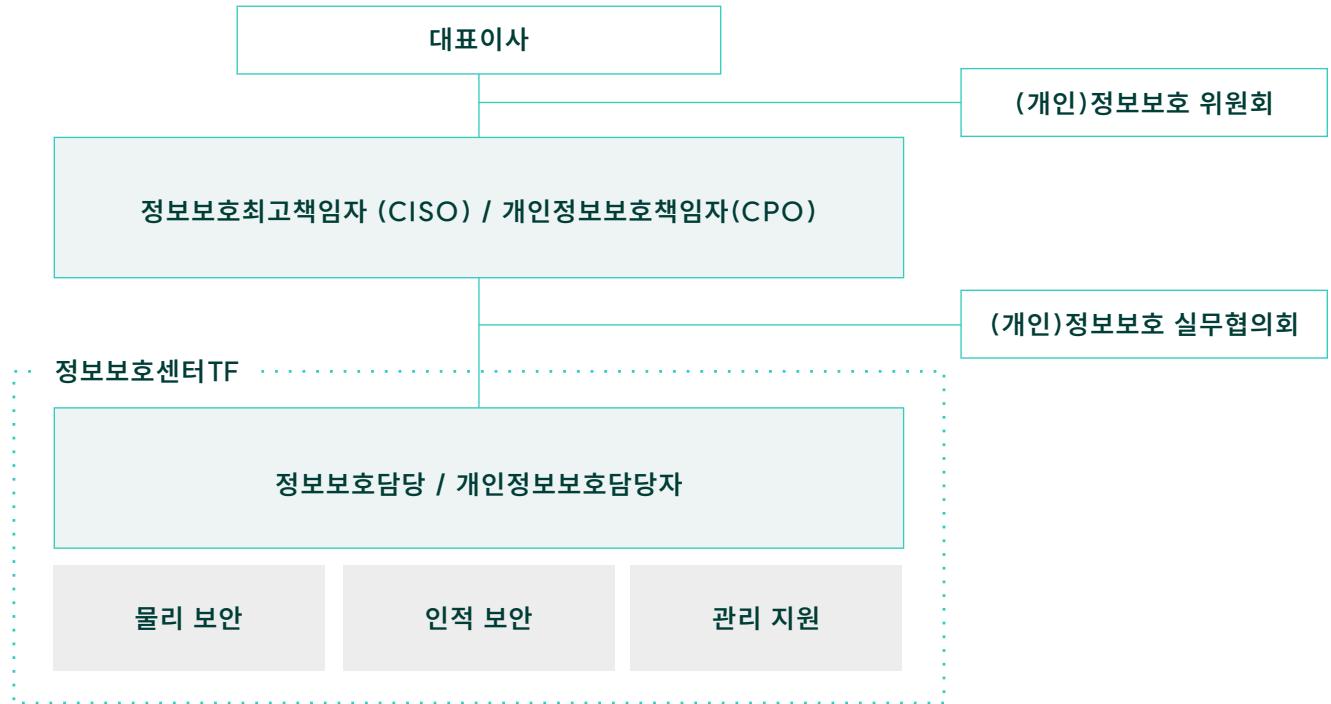 대표이사
(개인)정보보호 위원회
정보보호최고책임자 (CISO) / 개인정보보호책임자(CPO)
(개인)정보보호 실무협의회
정보보호센터TF
정보보호담당 / 개인정보보호담당자
물리 보안
인적 보안
관리 지원